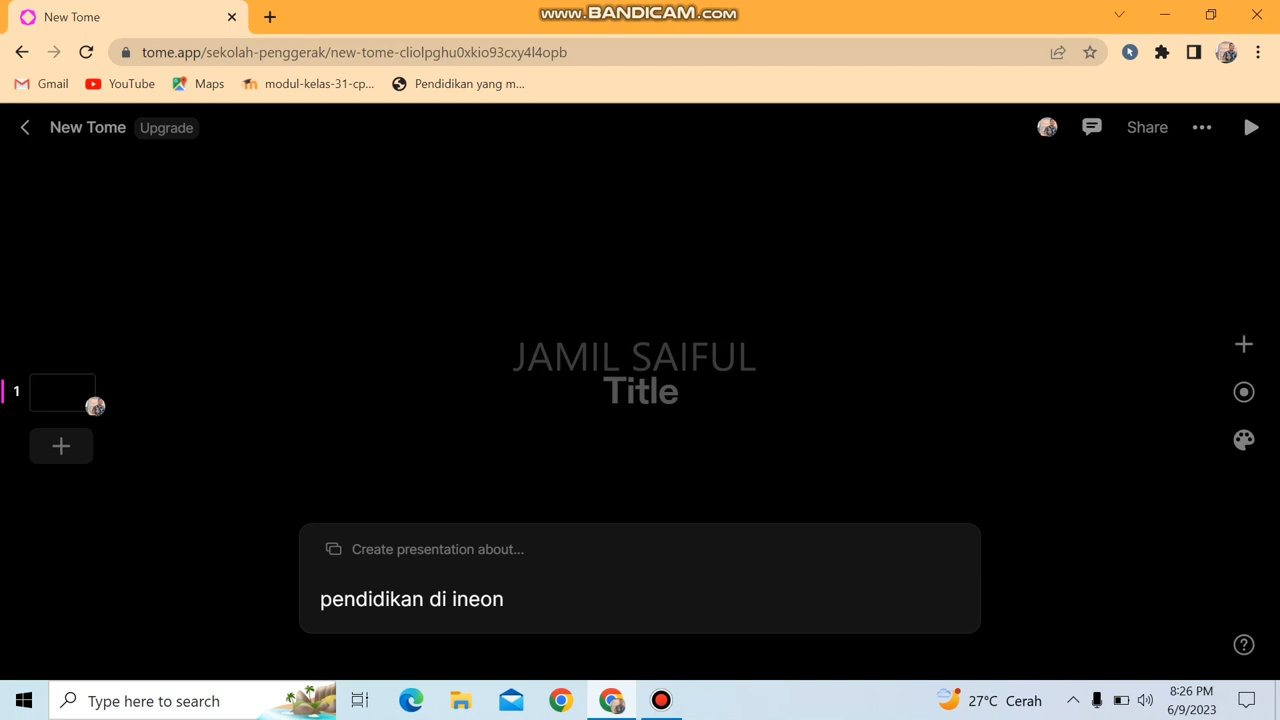 New Tome
www.BANDICAM.com
tome.app/sekolah-penggerak/new-tome-cliolpghu0xkio93cxy4l4opb
Gmail
YouTube
Maps
modul-kelas-31-cp...
Pendidikan yang m...
New Tome
Upgrade
Share
JAMIL SAIFUL
Title
1
Create presentation about...
pendidikan di ineon
Type here to search
27°C Cerah
8:26 PM
6/9/2023